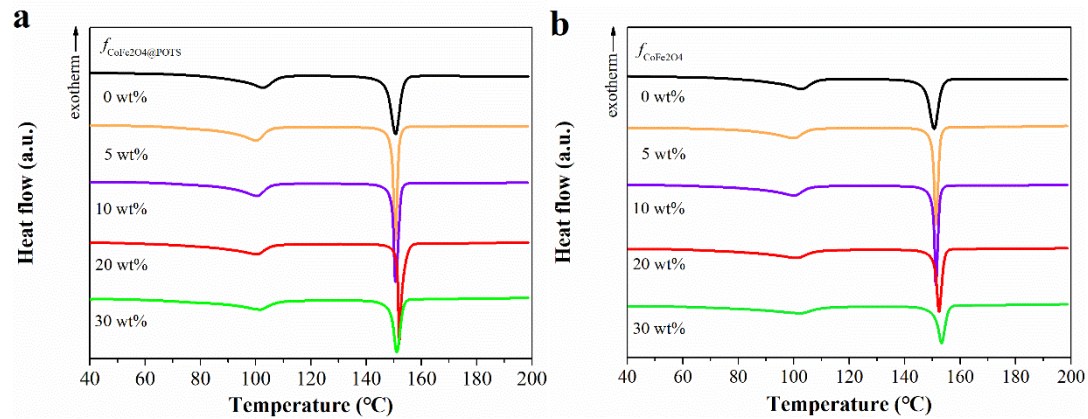 a
exotherm
f CoFe2O4@POTS
0 wt%
5 wt%
10 wt%
20 wt%
30 wt%
Heat flow (a.u.)
40 60 80 100 120 140 160 180 200
Temperature (°C)
b
exotherm
f CoFe2O4
0 wt%
5 wt%
10 wt%
20 wt%
30 wt%
Heat flow (a.u.)
40 60 80 100 120 140 160 180 200
Temperature (°C)